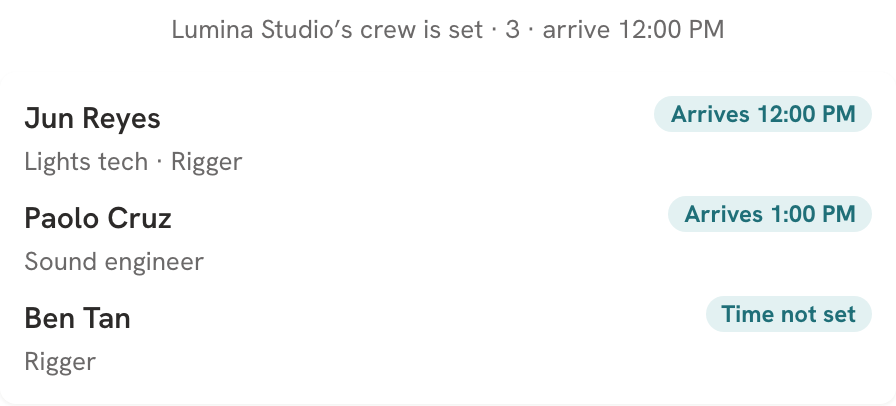 Lumina Studio’s crew is set · 3 · arrive 12:00 PM
Jun Reyes
Arrives 12:00 PM
Lights tech · Rigger
Paolo Cruz
Arrives 1:00 PM
Sound engineer
Ben Tan
Time not set
Rigger